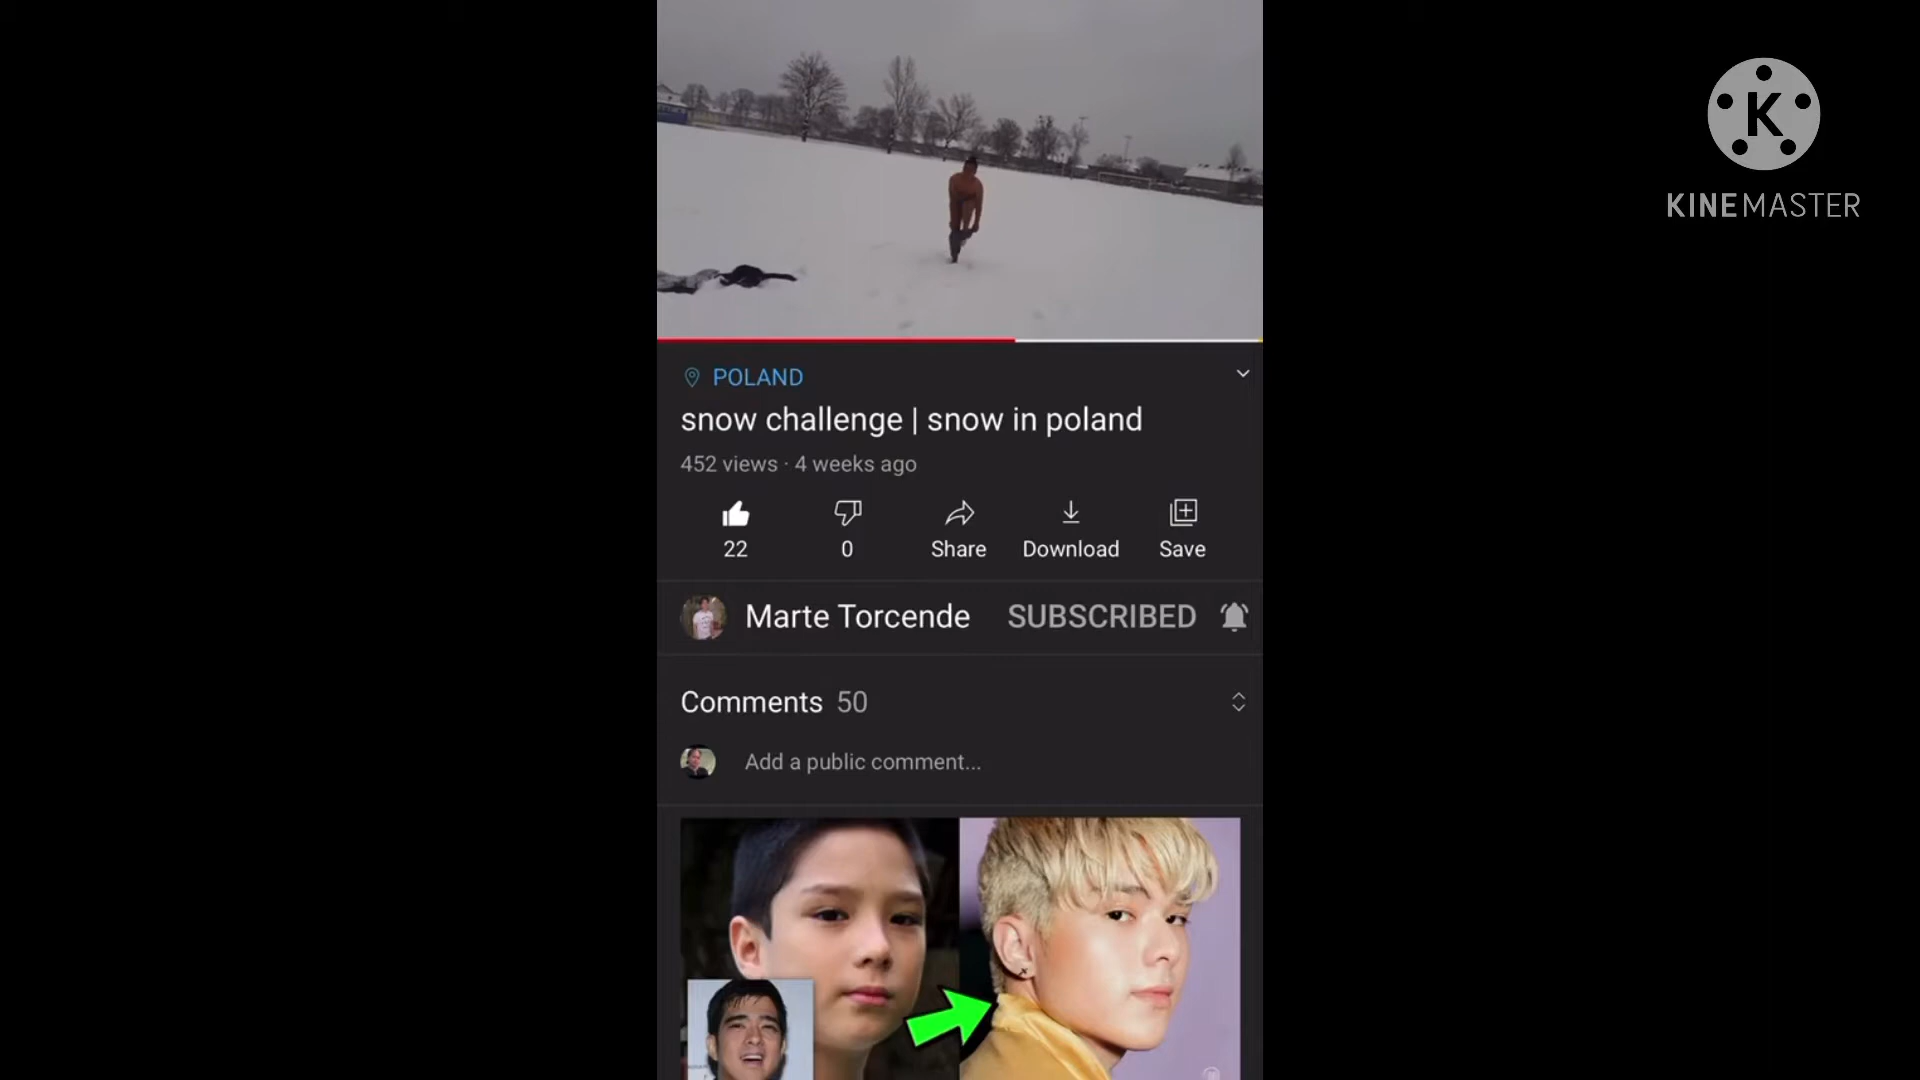 K
KINEMASTER
POLAND
snow challenge | snow in poland
452 views · 4 weeks ago
22
0
Share
Download
Save
Marte Torcende
SUBSCRIBED
Comments 50
Add a public comment...